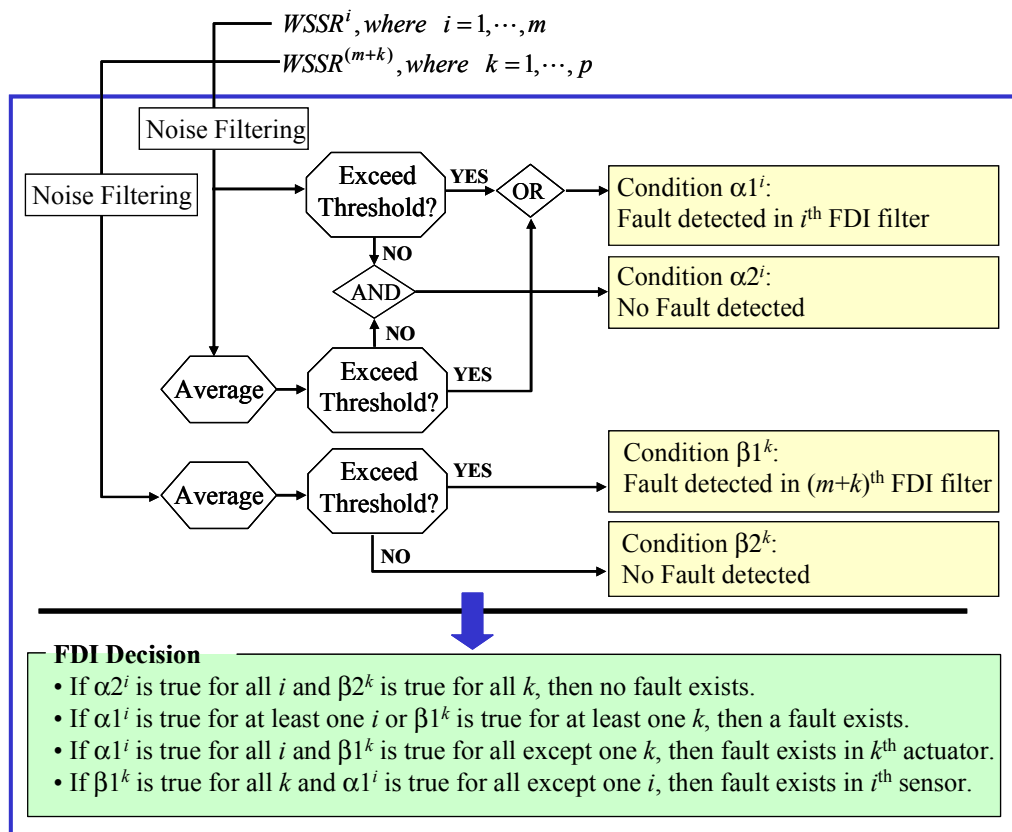 WSSR^i, where i = 1, ⋯, m
WSSR^(m+k), where k = 1, ⋯, p
Noise Filtering
Noise Filtering
Exceed
Threshold?
YES
OR
Condition α1^i:
Fault detected in i^th FDI filter
NO
AND
Condition α2^i:
No Fault detected
NO
Average
Exceed
Threshold?
YES
Average
Exceed
Threshold?
YES
Condition β1^k:
Fault detected in (m+k)^th FDI filter
NO
Condition β2^k:
No Fault detected
FDI Decision
• If α2^i is true for all i and β2^k is true for all k, then no fault exists.
• If α1^i is true for at least one i or β1^k is true for at least one k, then a fault exists.
• If α1^i is true for all i and β1^k is true for all except one k, then fault exists in k^th actuator.
• If β1^k is true for all k and α1^i is true for all except one i, then fault exists in i^th sensor.